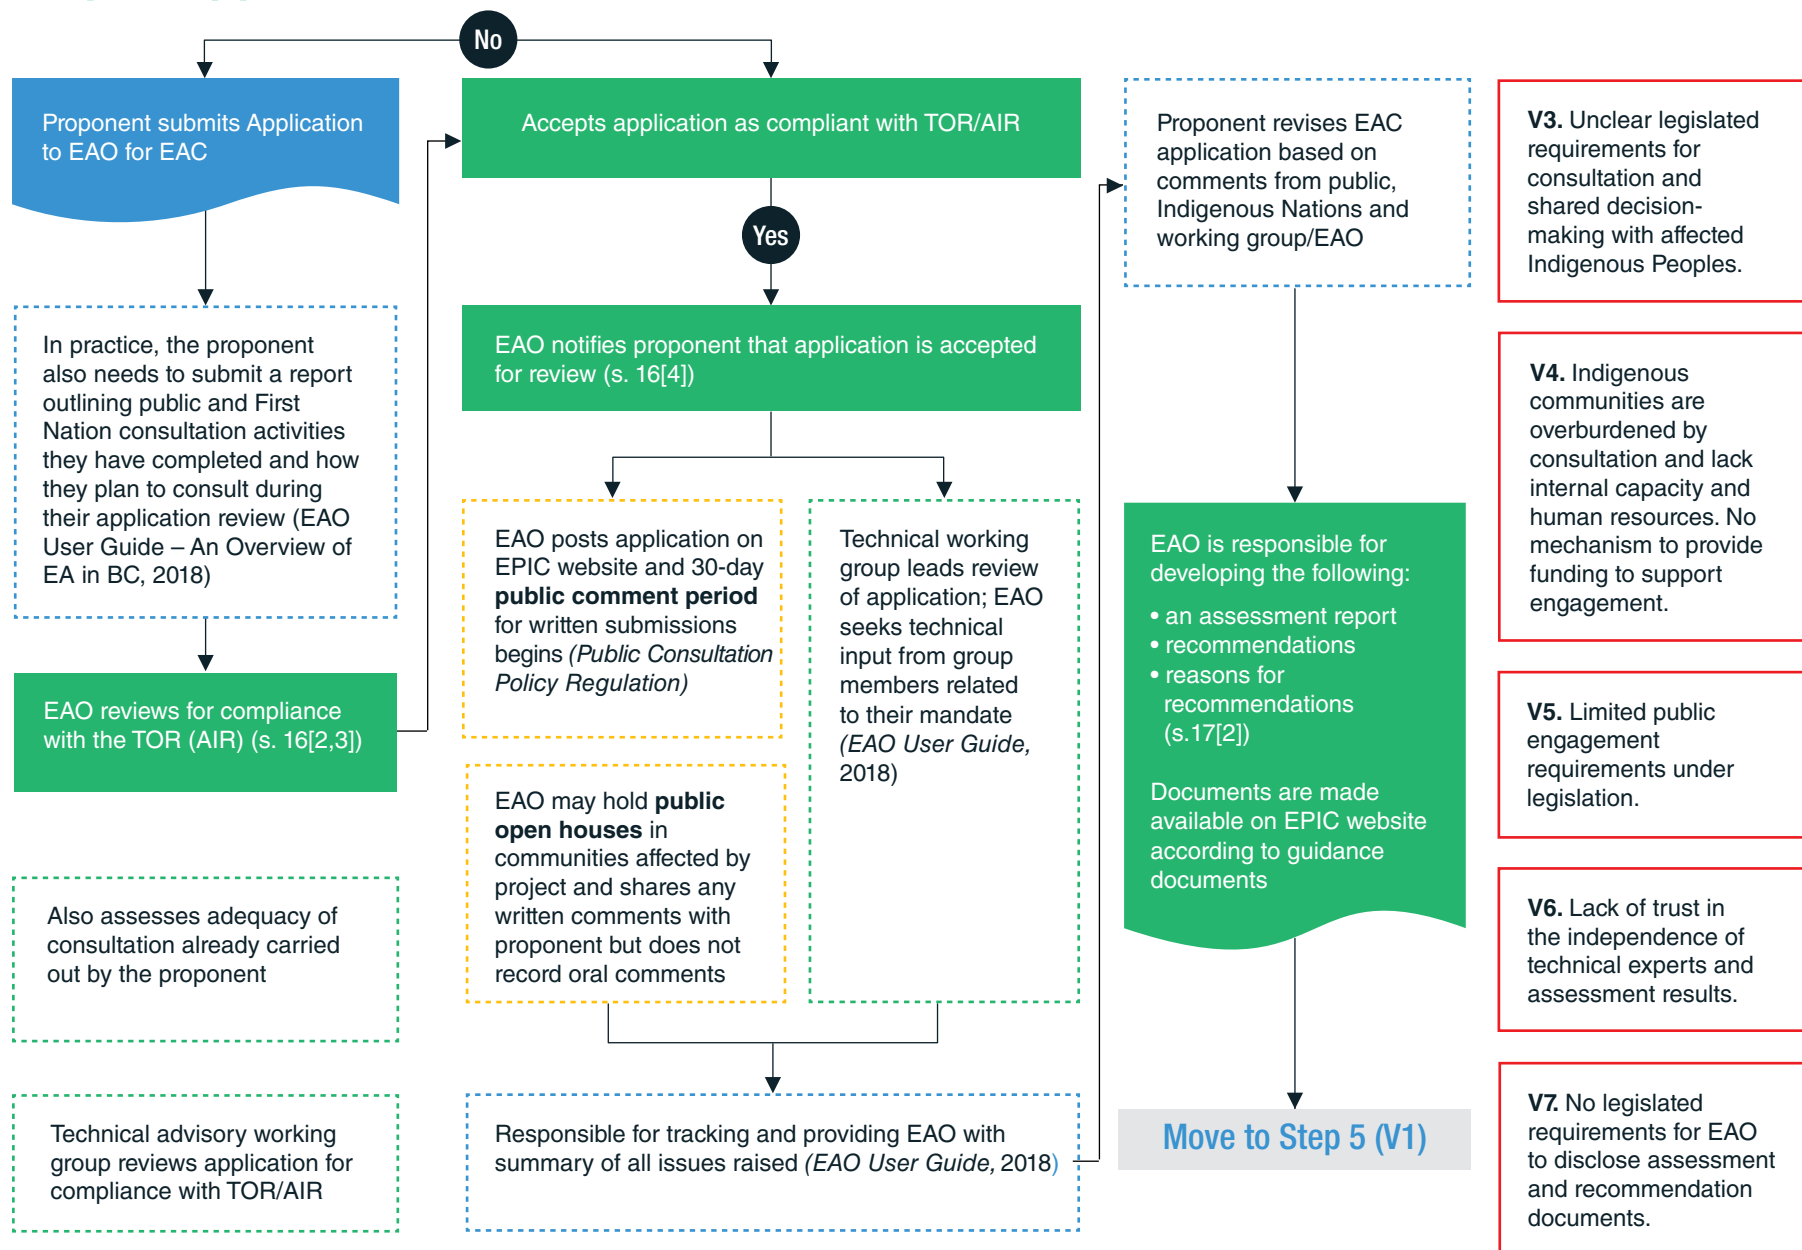 No
Proponent submits Application
to EAO for EAC
In practice, the proponent
also needs to submit a report
outlining public and First
Nation consultation activities
they have completed and how
they plan to consult during
their application review (EAO
User Guide – An Overview of
EA in BC, 2018)
EAO reviews for compliance
with the TOR (AIR) (s. 16[2,3])
Also assesses adequacy of
consultation already carried
out by the proponent
Technical advisory working
group reviews application for
compliance with TOR/AIR
Accepts application as compliant with TOR/AIR
Yes
EAO notifies proponent that application is accepted
for review (s. 16[4])
EAO posts application on
EPIC website and 30-day
public comment period
for written submissions
begins (Public Consultation
Policy Regulation)
EAO may hold public
open houses in
communities affected by
project and shares any
written comments with
proponent but does not
record oral comments
Technical working
group leads review
of application; EAO
seeks technical
input from group
members related
to their mandate
(EAO User Guide,
2018)
Responsible for tracking and providing EAO with
summary of all issues raised (EAO User Guide, 2018)
Proponent revises EAC
application based on
comments from public,
Indigenous Nations and
working group/EAO
EAO is responsible for
developing the following:
• an assessment report
• recommendations
• reasons for
recommendations
(s.17[2])
Documents are made
available on EPIC website
according to guidance
documents
Move to Step 5 (V1)
V3. Unclear legislated
requirements for
consultation and
shared decision-
making with affected
Indigenous Peoples.
V4. Indigenous
communities are
overburdened by
consultation and lack
internal capacity and
human resources. No
mechanism to provide
funding to support
engagement.
V5. Limited public
engagement
requirements under
legislation.
V6. Lack of trust in
the independence of
technical experts and
assessment results.
V7. No legislated
requirements for EAO
to disclose assessment
and recommendation
documents.